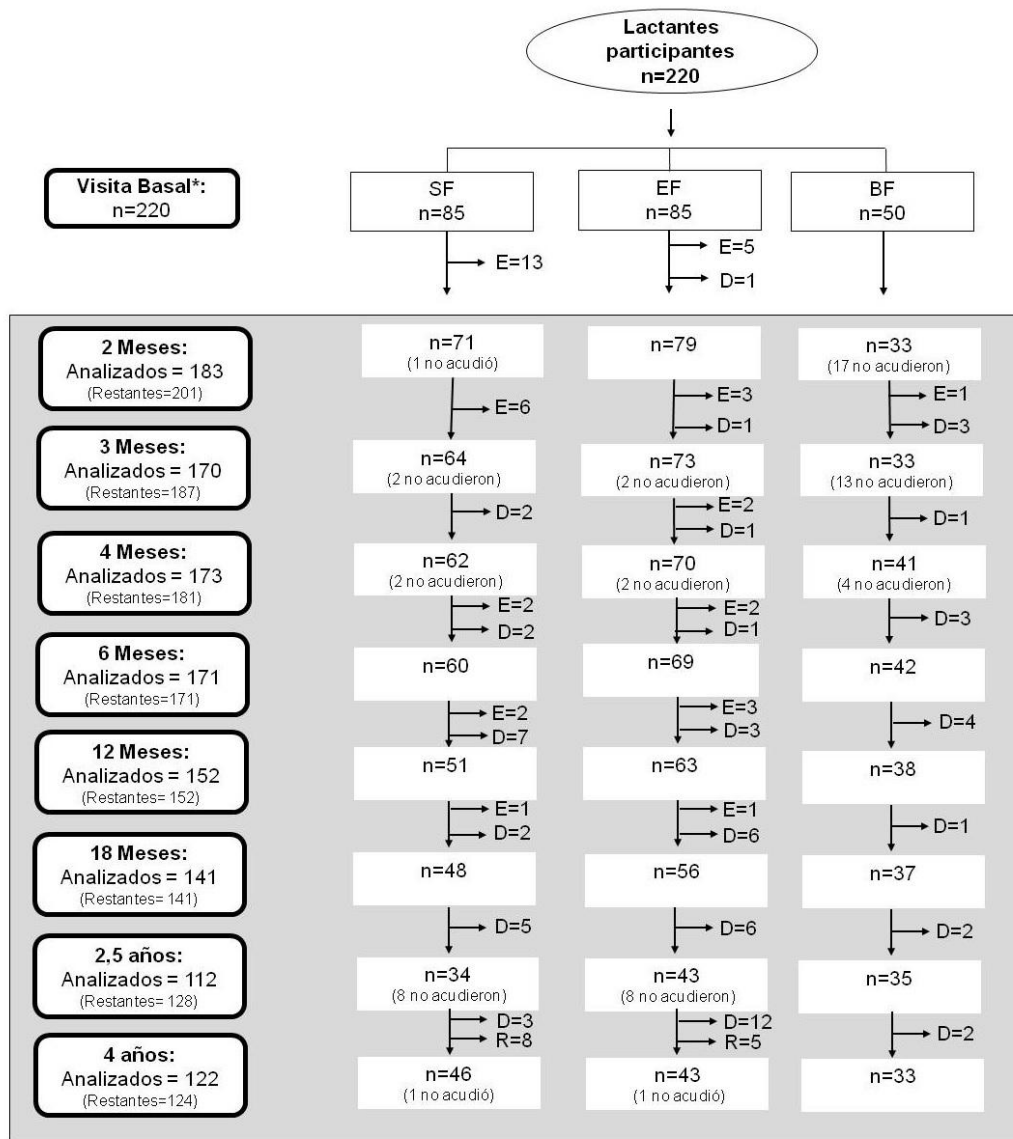 Lactantes
participantes
n=220
Visita Basal*:
n=220
SF
n=85
EF
n=85
BF
n=50
E=13
E=5
D=1
2 Meses:
Analizados = 183
(Restantes=201)
n=71
(1 no acudió)
n=79
n=33
(17 no acudieron)
E=6
E=3
D=1
E=1
D=3
3 Meses:
Analizados = 170
(Restantes=187)
n=64
(2 no acudieron)
n=73
(2 no acudieron)
n=33
(13 no acudieron)
D=2
E=2
D=1
D=1
4 Meses:
Analizados = 173
(Restantes=181)
n=62
(2 no acudieron)
n=70
(2 no acudieron)
n=41
(4 no acudieron)
E=2
D=2
E=2
D=1
D=3
6 Meses:
Analizados = 171
(Restantes=171)
n=60
n=69
n=42
E=2
D=7
E=3
D=3
D=4
12 Meses:
Analizados = 152
(Restantes= 152)
n=51
n=63
n=38
E=1
D=2
E=1
D=6
D=1
18 Meses:
Analizados = 141
(Restantes= 141)
n=48
n=56
n=37
D=5
D=6
D=2
2,5 años:
Analizados = 112
(Restantes= 128)
n=34
(8 no acudieron)
n=43
(8 no acudieron)
n=35
D=3
R=8
D=12
R=5
D=2
4 años:
Analizados = 122
(Restantes=124)
n=46
(1 no acudió)
n=43
(1 no acudió)
n=33